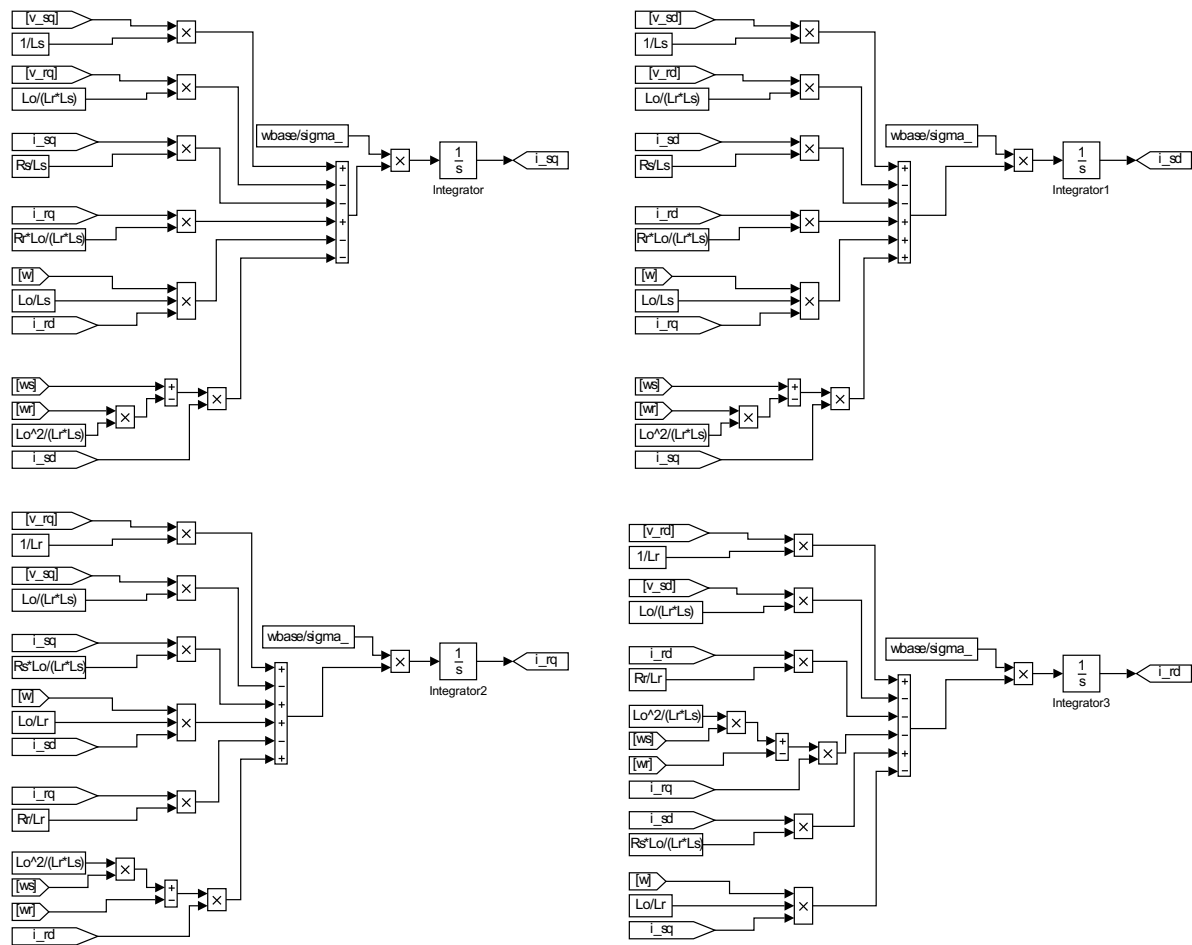 [v_sq]
1/Ls
[v_rq]
Lo/(Lr*Ls)
i_sq
Rs/Ls
i_rq
Rr*Lo/(Lr*Ls)
[w]
Lo/Ls
i_rd
[ws]
[wr]
Lo^2/(Lr*Ls)
i_sd
×
×
×
×
×
×
×
+
−
+
−
−
+
−
−
wbase/sigma_
×
1
s
Integrator
i_sq
[v_sd]
1/Ls
[v_rd]
Lo/(Lr*Ls)
i_sd
Rs/Ls
i_rd
Rr*Lo/(Lr*Ls)
[w]
Lo/Ls
i_rq
[ws]
[wr]
Lo^2/(Lr*Ls)
i_sq
×
×
×
×
×
×
×
+
−
+
−
−
+
+
+
wbase/sigma_
×
1
s
Integrator1
i_sd
[v_rq]
1/Lr
[v_sq]
Lo/(Lr*Ls)
i_sq
Rs*Lo/(Lr*Ls)
[w]
Lo/Lr
i_sd
i_rq
Rr/Lr
Lo^2/(Lr*Ls)
[ws]
[wr]
i_rd
×
×
×
×
×
×
×
+
−
+
−
+
+
−
+
wbase/sigma_
×
1
s
Integrator2
i_rq
[v_rd]
1/Lr
[v_sd]
Lo/(Lr*Ls)
i_rd
Rr/Lr
Lo^2/(Lr*Ls)
[ws]
[wr]
i_rq
i_sd
Rs*Lo/(Lr*Ls)
[w]
Lo/Lr
i_sq
×
×
×
×
×
×
×
+
−
+
−
−
−
+
−
wbase/sigma_
×
1
s
Integrator3
i_rd